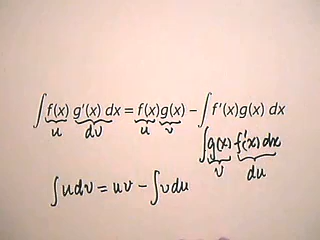 ∫ f(x) g'(x) dx = f(x)g(x) − ∫ f'(x)g(x) dx
u dv u v
∫ g(x) f'(x) dx
v du
∫ u dv = uv − ∫ v du